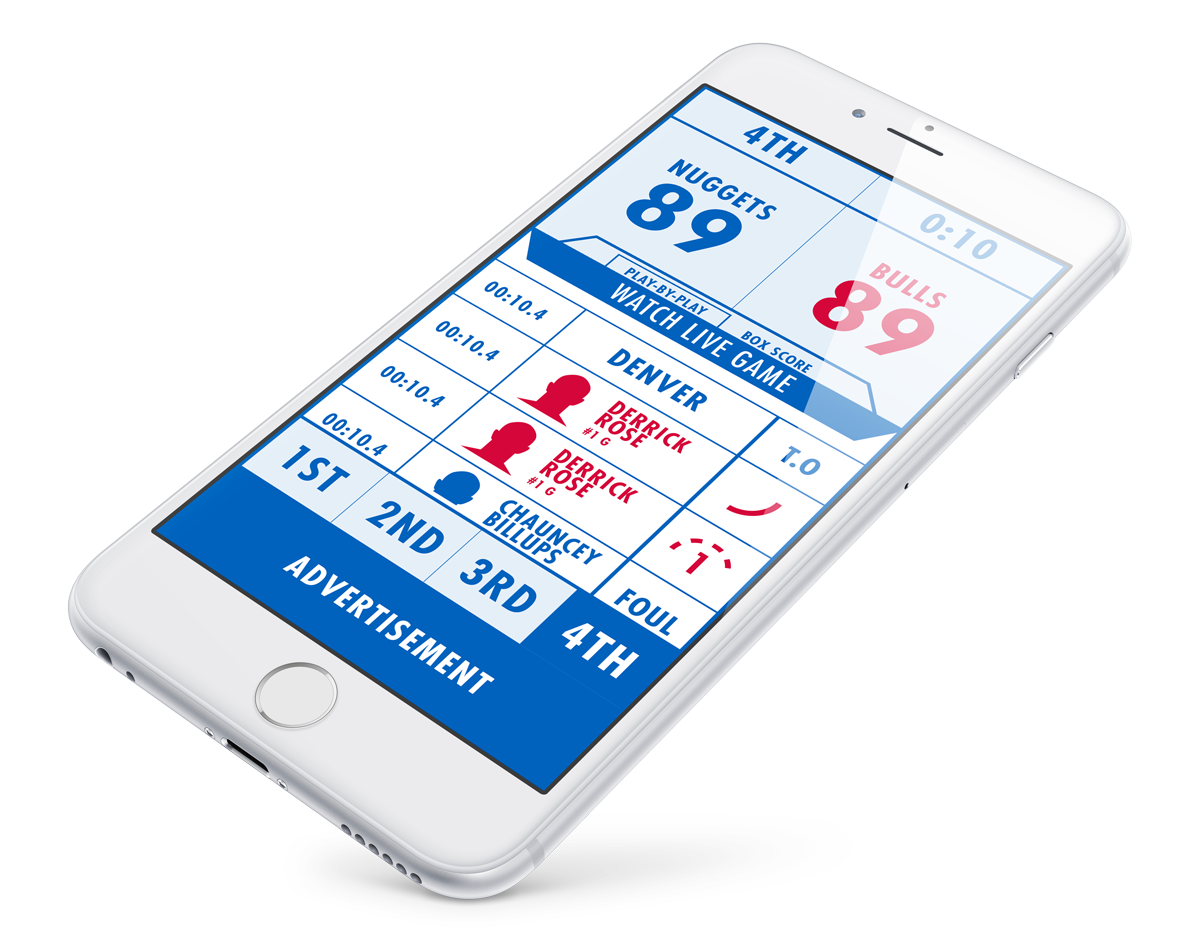 4TH
0:10
NUGGETS
89
BULLS
89
PLAY-BY-PLAY
BOX SCORE
WATCH LIVE GAME
00:10.4
DENVER
T.O
00:10.4
DERRICK
ROSE
#1 G
00:10.4
DERRICK
ROSE
#1 G
1
00:10.4
CHAUNCEY
BILLUPS
FOUL
1ST
2ND
3RD
4TH
ADVERTISEMENT